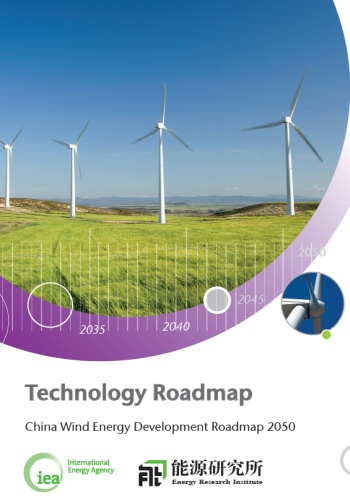 2050
2045
2040
2035
Technology Roadmap
China Wind Energy Development Roadmap 2050
iea
International
Energy Agency
能源研究所
Energy Research Institute